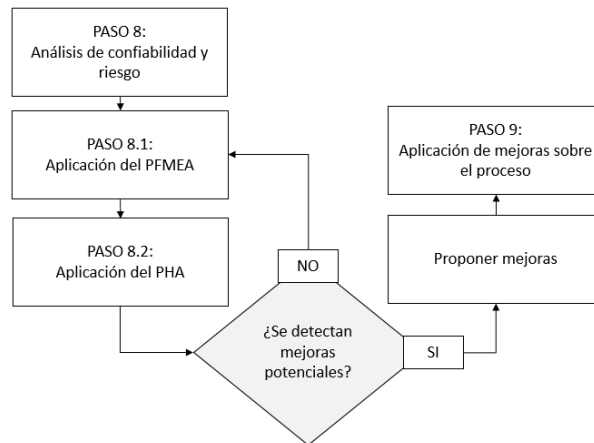 PASO 8:
Análisis de confiabilidad y
riesgo
PASO 8.1:
Aplicación del PFMEA
PASO 8.2:
Aplicación del PHA
NO
¿Se detectan
mejoras
potenciales?
SI
PASO 9:
Aplicación de mejoras sobre
el proceso
Proponer mejoras